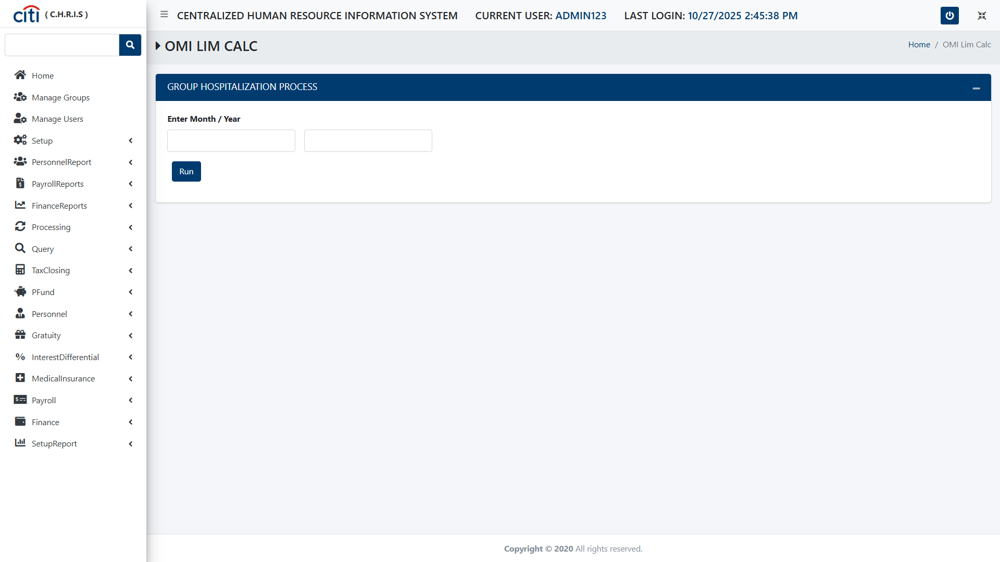 citi ( C.H.R.I.S )
CENTRALIZED HUMAN RESOURCE INFORMATION SYSTEM CURRENT USER: ADMIN123 LAST LOGIN: 10/27/2025 2:45:38 PM
OMI LIM CALC
Home / OMI Lim Calc
Home
Manage Groups
Manage Users
Setup
PersonnelReport
PayrollReports
FinanceReports
Processing
Query
TaxClosing
PFund
Personnel
Gratuity
InterestDifferential
MedicalInsurance
Payroll
Finance
SetupReport
GROUP HOSPITALIZATION PROCESS
Enter Month / Year
Run
Copyright © 2020 All rights reserved.